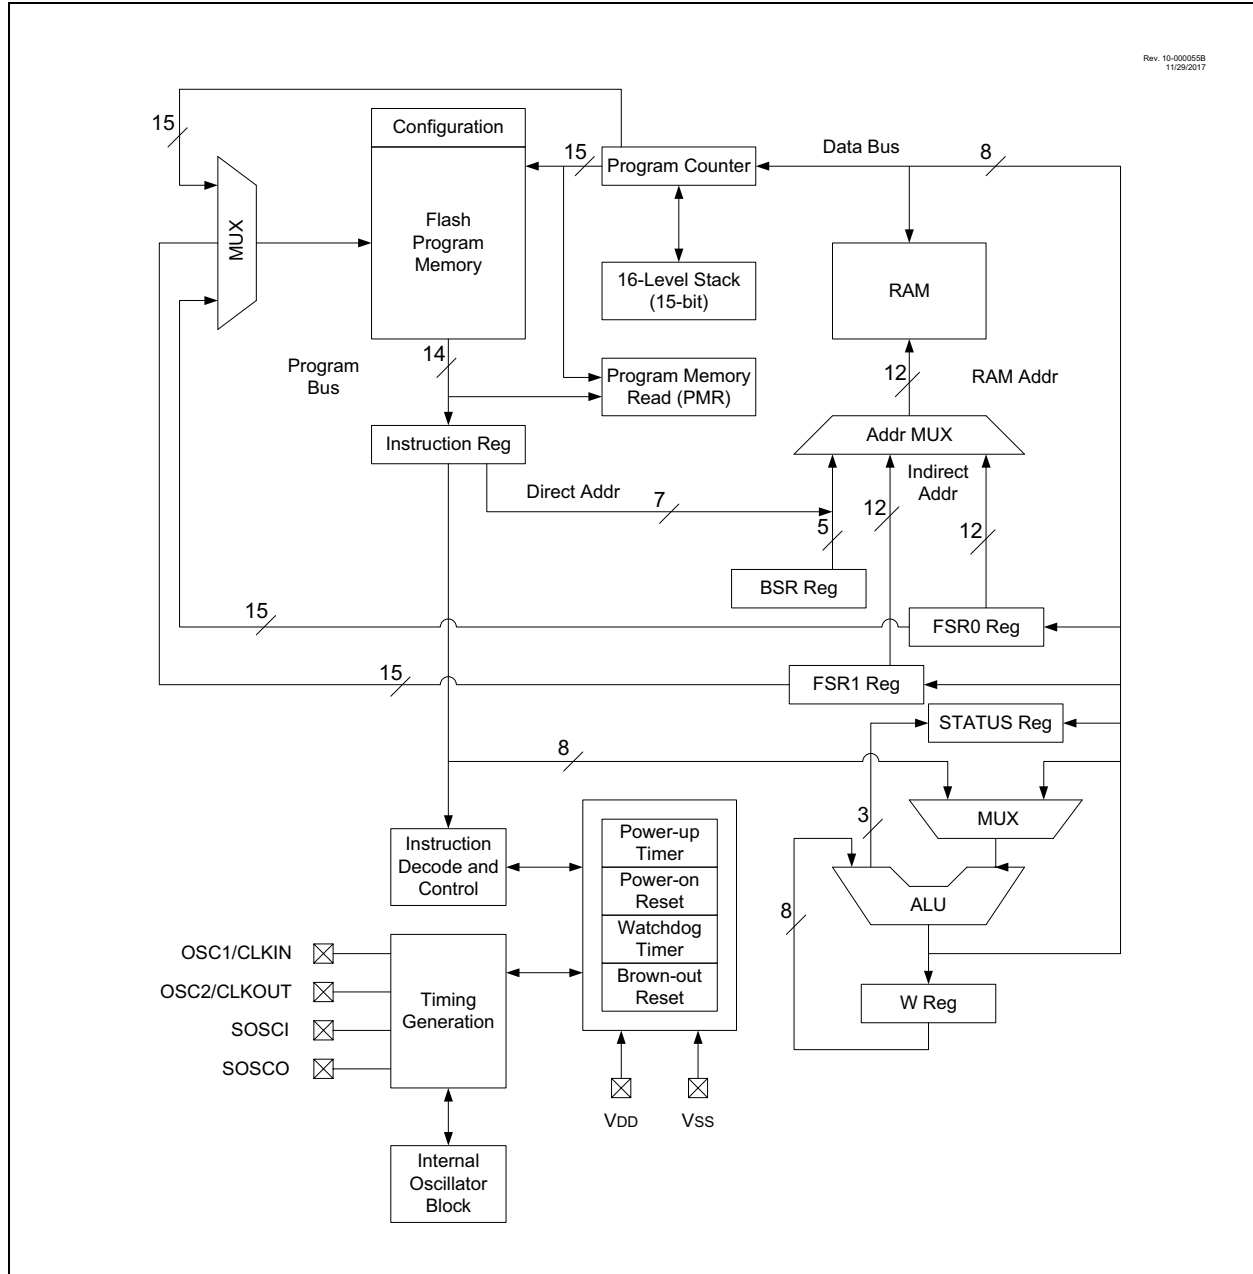 Rev. 10-000055B
11/29/2017
15
Configuration
15
Program Counter
Data Bus
8
MUX
Flash
Program
Memory
16-Level Stack
(15-bit)
RAM
Program
Bus
14
Program Memory
Read (PMR)
12
RAM Addr
Instruction Reg
Addr MUX
Direct Addr
7
Indirect
Addr
5
12
12
BSR Reg
15
FSR0 Reg
15
FSR1 Reg
STATUS Reg
8
3
MUX
Instruction
Decode and
Control
Power-up
Timer
Power-on
Reset
Watchdog
Timer
Brown-out
Reset
8
ALU
W Reg
OSC1/CLKIN
OSC2/CLKOUT
SOSCI
SOSCO
Timing
Generation
VDD
VSS
Internal
Oscillator
Block